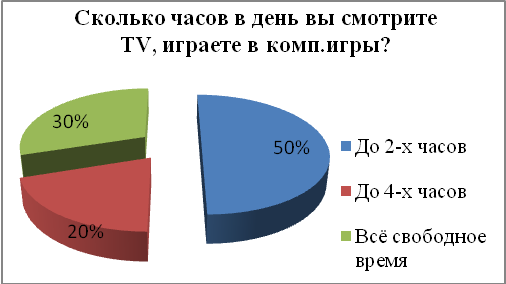 Сколько часов в день вы смотрите
TV, играете в комп.игры?
30%
50%
20%
До 2-х часов
До 4-х часов
Всё свободное
время